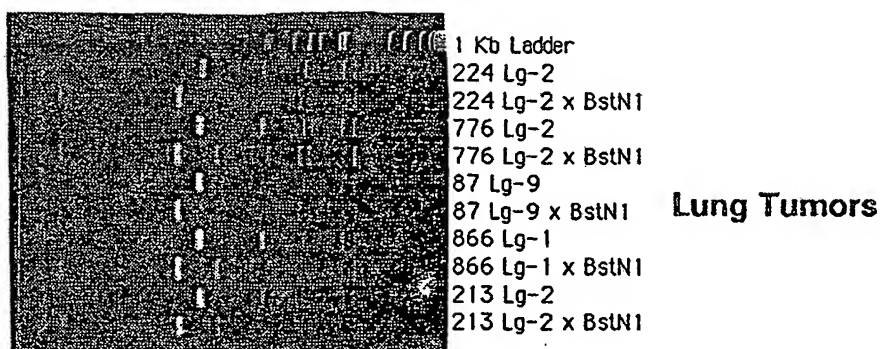 1 Kb Ladder
224 Lg-2
224 Lg-2 x BstN1
776 Lg-2
776 Lg-2 x BstN1
87 Lg-9
87 Lg-9 x BstN1
Lung Tumors
866 Lg-1
866 Lg-1 x BstN1
213 Lg-2
213 Lg-2 x BstN1